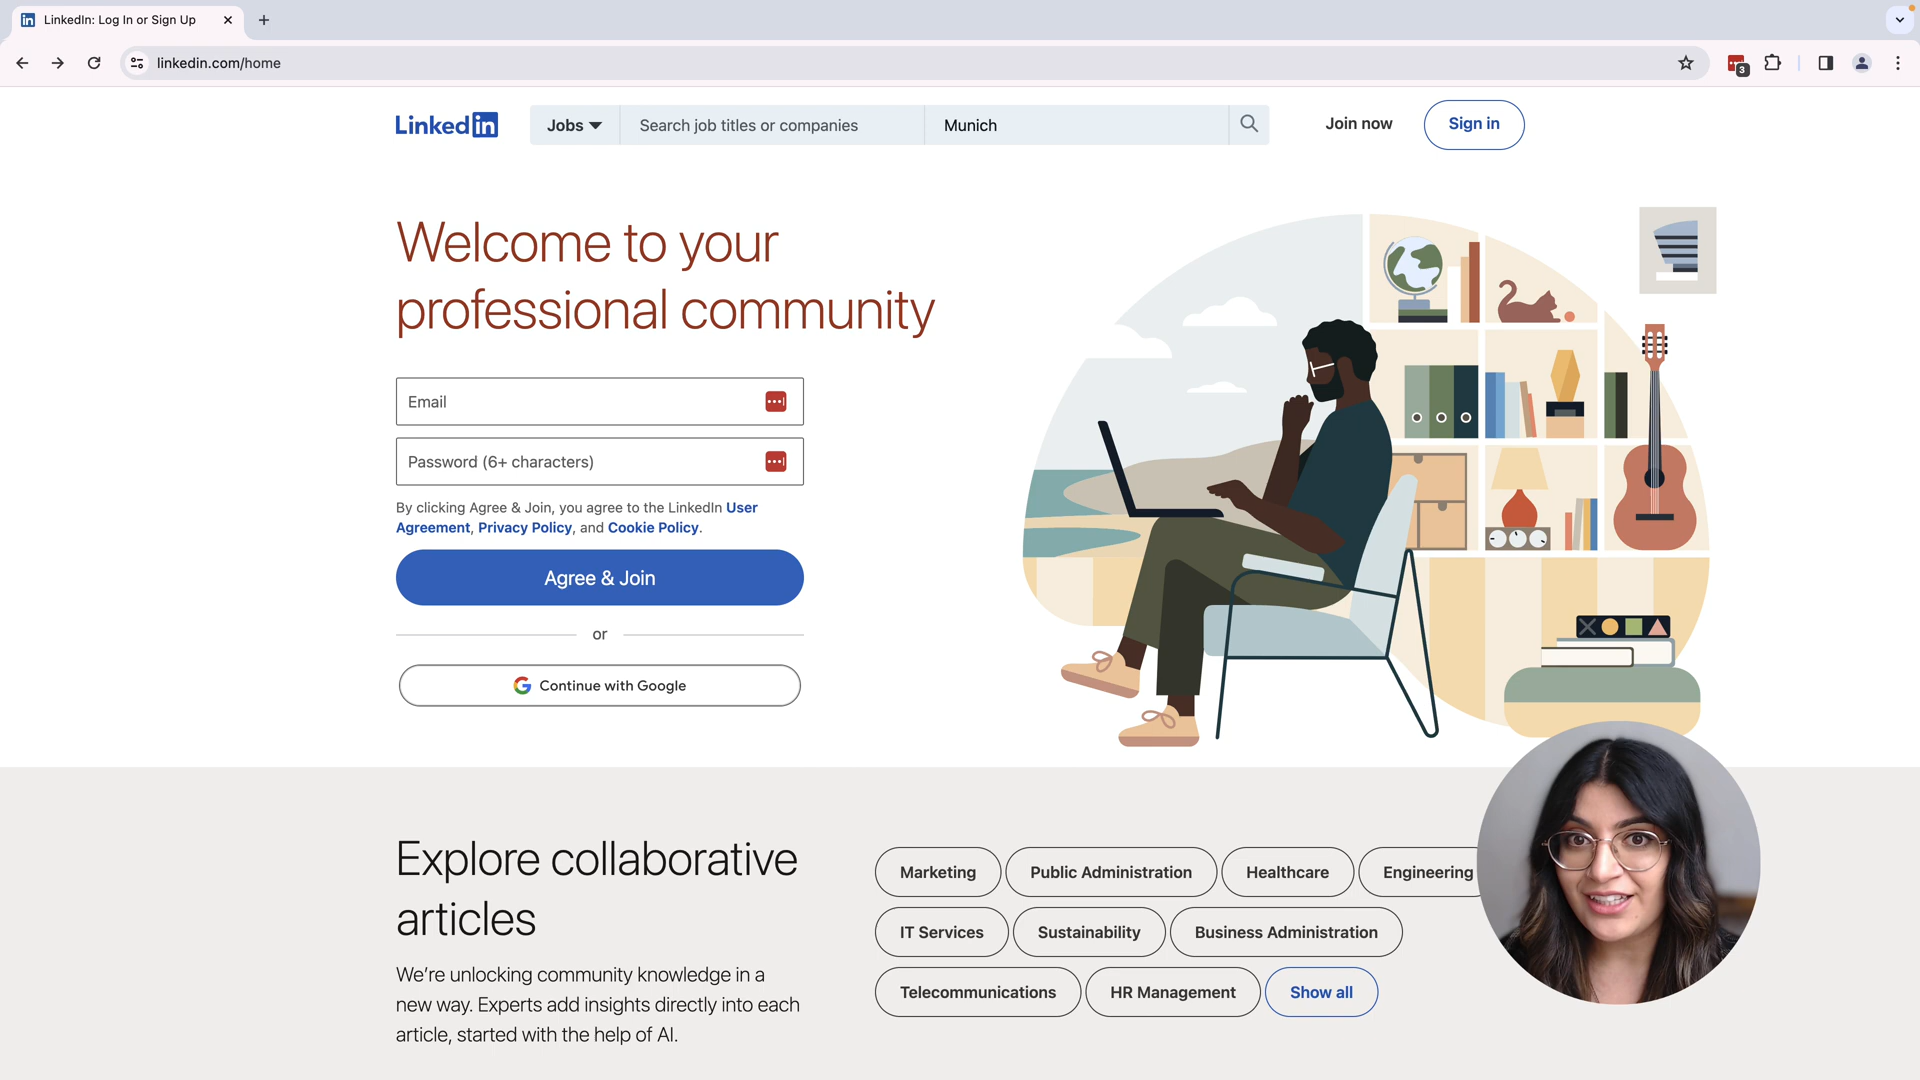 LinkedIn: Log In or Sign Up
linkedin.com/home
3
LinkedIn
Jobs
Search job titles or companies
Munich
Join now
Sign in
Welcome to your
professional community
Email
Password (6+ characters)
By clicking Agree & Join, you agree to the LinkedIn User
Agreement, Privacy Policy, and Cookie Policy.
Agree & Join
or
Continue with Google
Explore collaborative
articles
We’re unlocking community knowledge in a
new way. Experts add insights directly into each
article, started with the help of AI.
Marketing
Public Administration
Healthcare
Engineering
IT Services
Sustainability
Business Administration
Telecommunications
HR Management
Show all